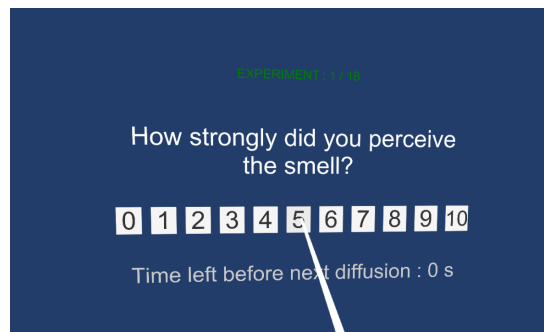 EXPERIMENT : 1 / 18
How strongly did you perceive
the smell?
0 1 2 3 4 5 6 7 8 9 10
Time left before next diffusion : 0 s